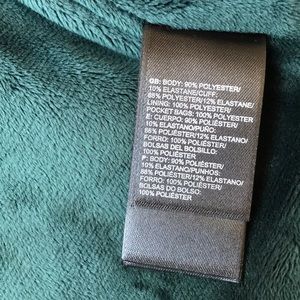 GB: BODY: 90% POLYESTER/
10% ELASTANE/CUFF:
88% POLYESTER/12% ELASTANE/
LINING: 100% POLYESTER/
POCKET BAGS: 100% POLYESTER
E: CUERPO: 90% POLIÉSTER/
10% ELASTANO/PUÑO:
88% POLIÉSTER/12% ELASTANO/
FORRO: 100% POLIÉSTER/
BOLSAS DEL BOLSILLO:
100% POLIÉSTER
P: BODY: 90% POLIÉSTER/
10% ELASTANO/PUNHOS:
88% POLIÉSTER/12% ELASTANO/
FORRO: 100% POLIÉSTER/
BOLSAS DO BOLSO:
100% POLIÉSTER